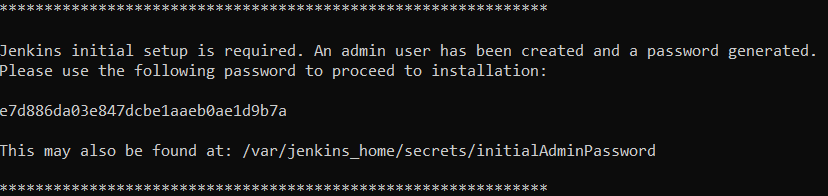 *************************************************************
Jenkins initial setup is required. An admin user has been created and a password generated.
Please use the following password to proceed to installation:
e7d886da03e847dcbe1aaeb0ae1d9b7a
This may also be found at: /var/jenkins_home/secrets/initialAdminPassword
*************************************************************